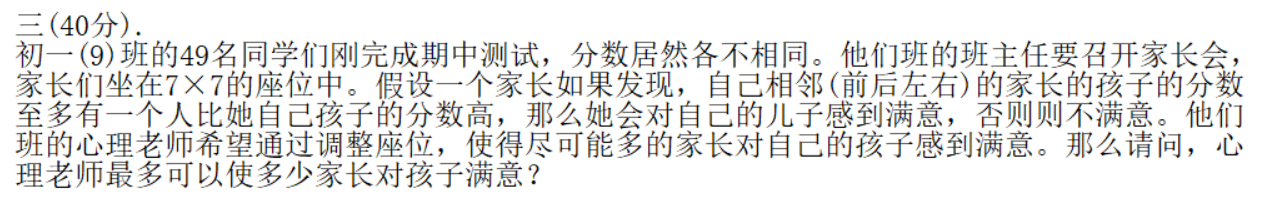 三(40分).
初一(9)班的49名同学们刚完成期中测试，分数居然各不相同。他们班的班主任要召开家长会，
家长们坐在7×7的座位中。假设一个家长如果发现，自己相邻(前后左右)的家长的孩子的分数
至多有一个人比她自己孩子的分数高，那么她会对自己的儿子感到满意，否则则不满意。他们
班的心理老师希望通过调整座位，使得尽可能多的家长对自己的孩子感到满意。那么请问，心
理老师最多可以使多少家长对孩子满意？